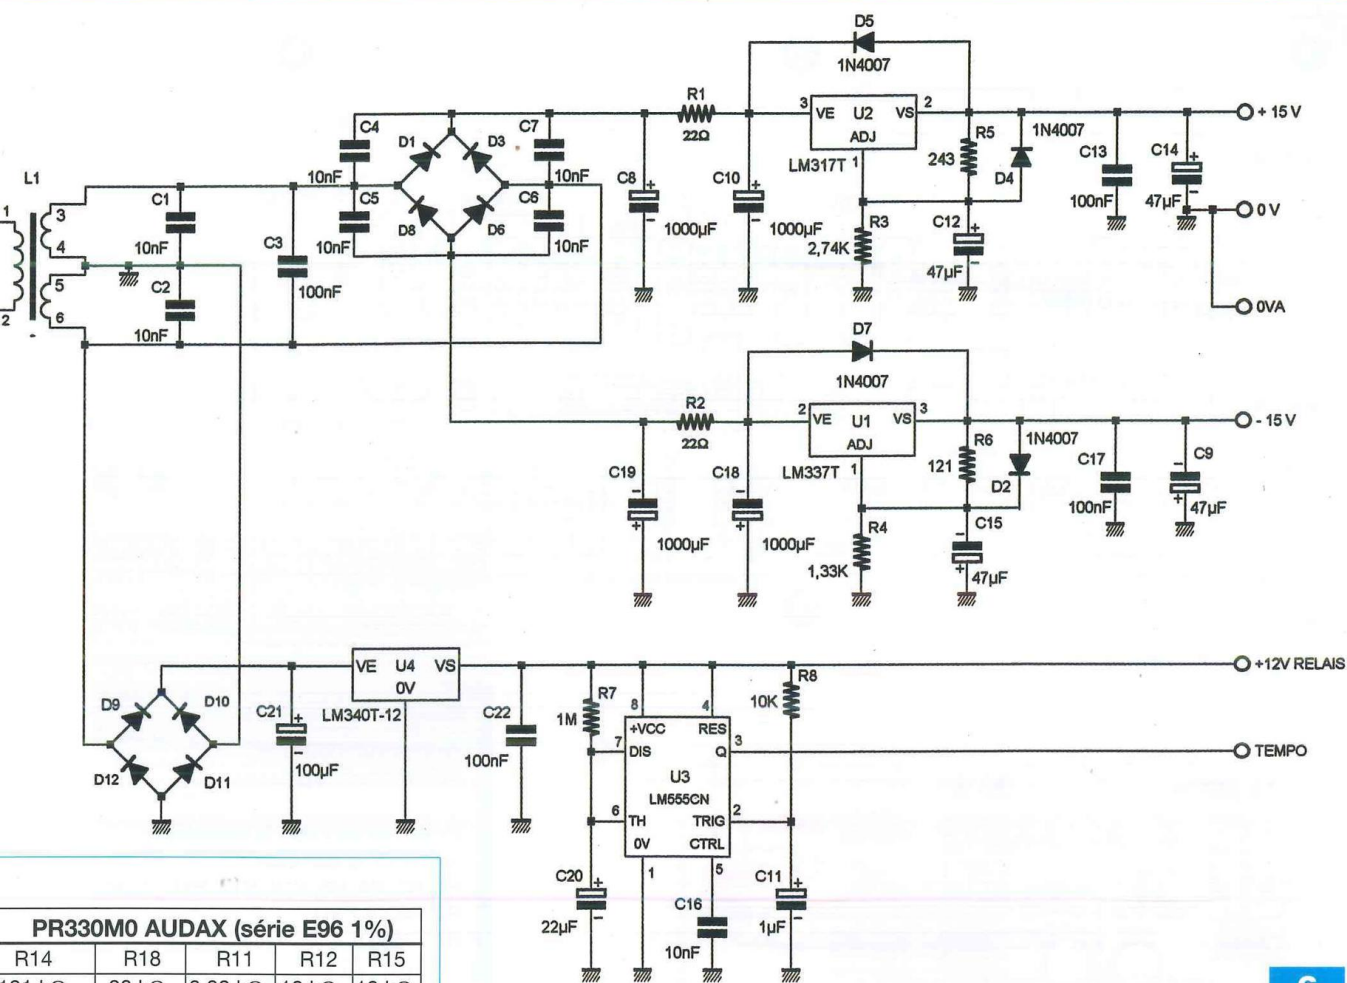 D5
1N4007
R1
22Ω
3 VE U2 VS 2
ADJ
LM317T 1
+ 15 V
R5
243
1N4007
D4
C13
100nF
C14
+
-
47µF
0 V
0VA
C4
10nF
C5
10nF
D1
D3
D8
D6
C7
10nF
C6
10nF
C8
+
-
1000µF
C10
+
-
1000µF
R3
2,74K
C12
+
-
47µF
L1
1
2
3
4
5
6
-
C1
10nF
C2
10nF
C3
100nF
D7
1N4007
R2
22Ω
2 VE U1 VS 3
ADJ
LM337T 1
- 15 V
R6
121
1N4007
D2
C17
100nF
C9
-
+
47µF
C19
-
+
1000µF
C18
-
+
1000µF
R4
1,33K
C15
-
+
47µF
D9
D10
D12
D11
C21
+
-
100µF
VE U4 VS
0V
LM340T-12
C22
100nF
+12V RELAIS
R7
1M
R8
10K
8
4
+VCC RES
7 DIS Q 3
TEMPO
U3
LM555CN
6 TH TRIG 2
0V CTRL
1
5
C20
+
-
22µF
C16
10nF
C11
+
-
1µF
PR330M0 AUDAX (série E96 1%)
R14 R18 R11 R12 R15